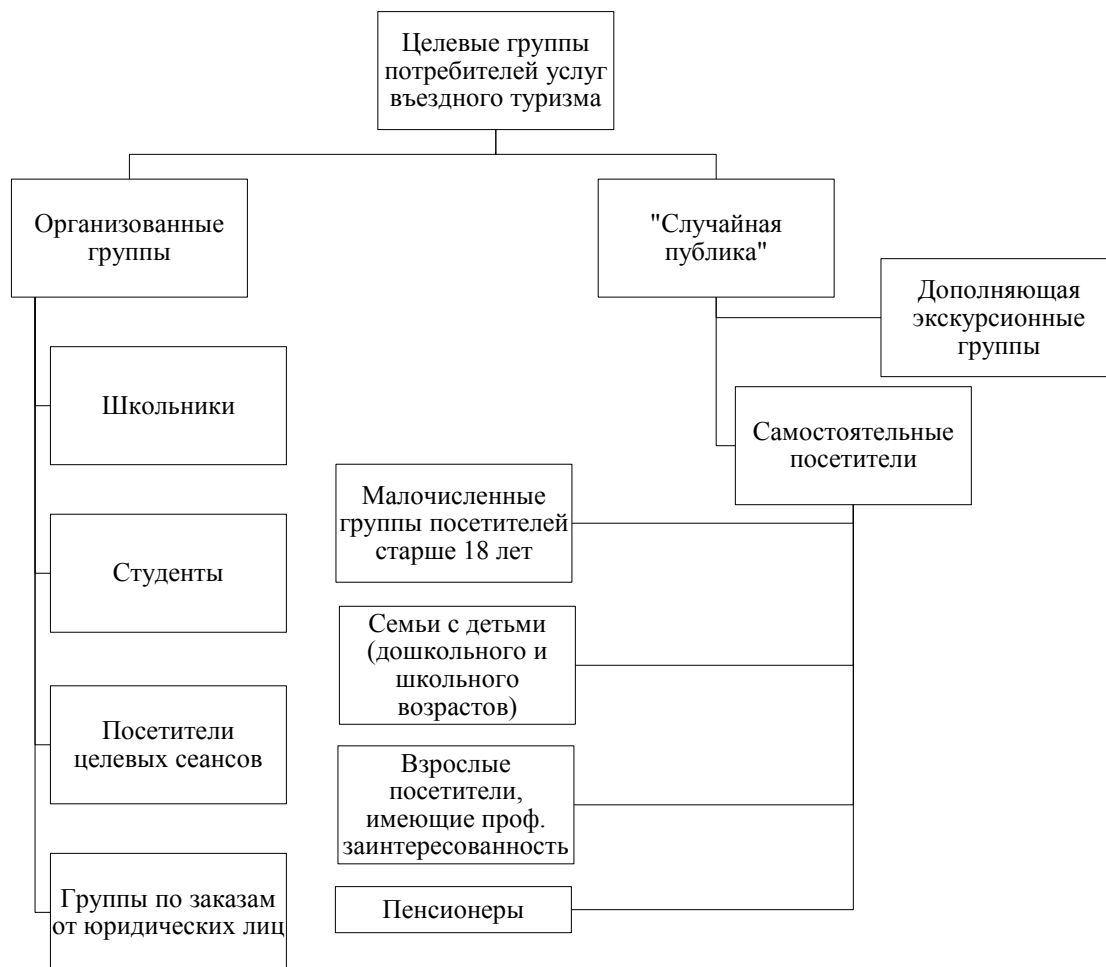 Целевые группы
потребителей услуг
въездного туризма
Организованные
группы
"Случайная
публика"
Дополняющая
экскурсионные
группы
Школьники
Самостоятельные
посетители
Малочисленные
группы посетителей
старше 18 лет
Студенты
Семьи с детьми
(дошкольного и
школьного
возрастов)
Посетители
целевых сеансов
Взрослые
посетители,
имеющие проф.
заинтересованность
Группы по заказам
от юридических лиц
Пенсионеры